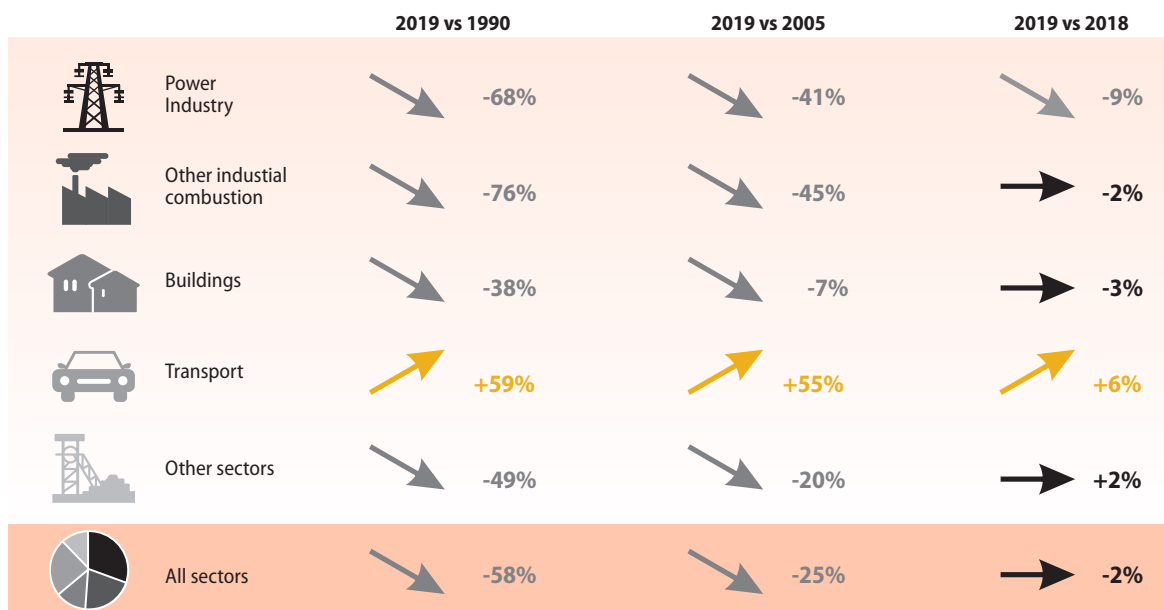 2019 vs 1990 2019 vs 2005 2019 vs 2018
Power
Industry
-68% -41% -9%
Other industial
combustion
-76% -45% -2%
Buildings
-38% -7% -3%
Transport
+59% +55% +6%
Other sectors
-49% -20% +2%
All sectors
-58% -25% -2%